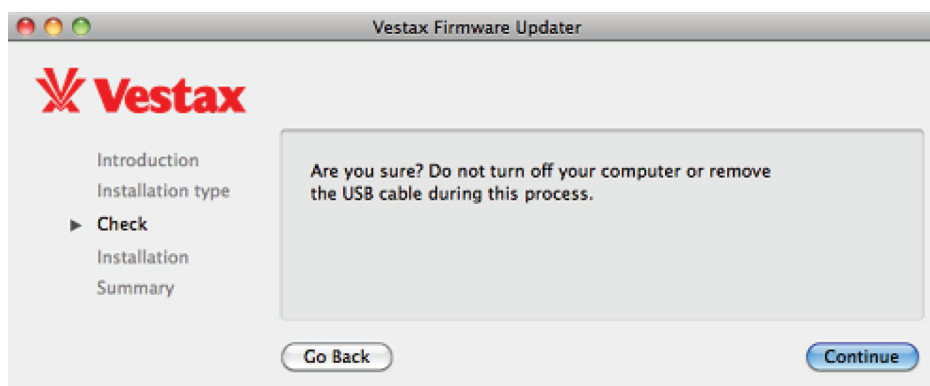 Vestax Firmware Updater
Vestax
Introduction
Installation type
Check
Installation
Summary
Are you sure? Do not turn off your computer or remove
the USB cable during this process.
Go Back
Continue